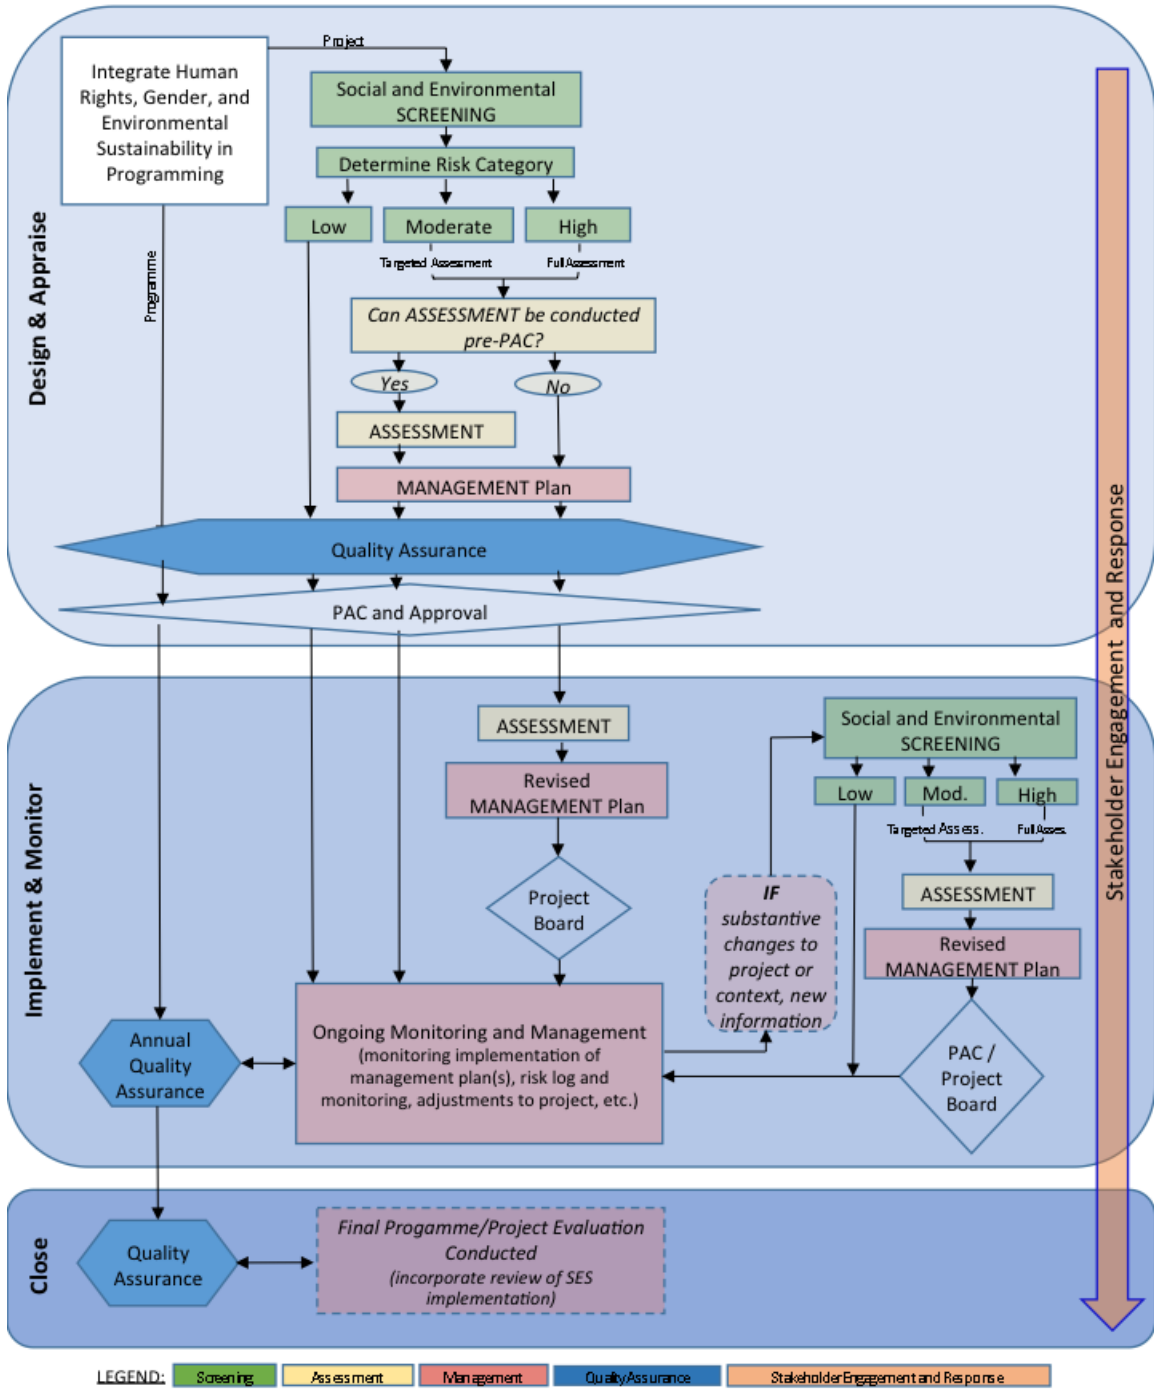 Project
Integrate Human
Rights, Gender, and
Environmental
Sustainability in
Programming
Social and Environmental
SCREENING
Determine Risk Category
Low
Moderate
High
Targeted Assessment
Full Assessment
Programme
Design & Appraise
Can ASSESSMENT be conducted
pre-PAC?
Yes
No
ASSESSMENT
MANAGEMENT Plan
Quality Assurance
PAC and Approval
Stakeholder Engagement and Response
Implement & Monitor
ASSESSMENT
Revised
MANAGEMENT Plan
Project
Board
Social and Environmental
SCREENING
Low
Mod.
High
Targeted Assess.
Full Asses.
ASSESSMENT
Revised
MANAGEMENT Plan
PAC /
Project
Board
IF
substantive
changes to
project or
context, new
information
Annual
Quality
Assurance
Ongoing Monitoring and Management
(monitoring implementation of
management plan(s), risk log and
monitoring, adjustments to project, etc.)
Close
Quality
Assurance
Final Progamme/Project Evaluation
Conducted
(incorporate review of SES
implementation)
LEGEND:
Screening
Assessment
Management
Quality Assurance
Stakeholder Engagement and Response